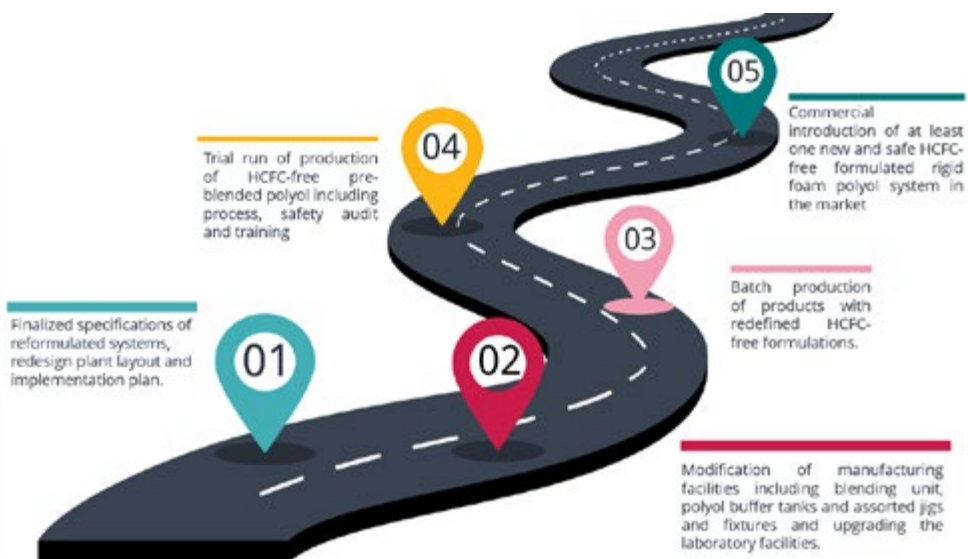 01
Finalized specifications of
reformulated systems,
redesign plant layout and
implementation plan.
02
Modification of manufacturing
facilities including blending unit,
polyol buffer tanks and assorted jigs
and fixtures and upgrading the
laboratory facilities.
03
Batch production
of products with
redefined HCFC-
free formulations.
04
Trial run of production
of HCFC-free pre-
blended polyol including
process, safety audit
and training
05
Commercial
introduction of at least
one new and safe HCFC-
free formulated rigid
foam polyol system in
the market